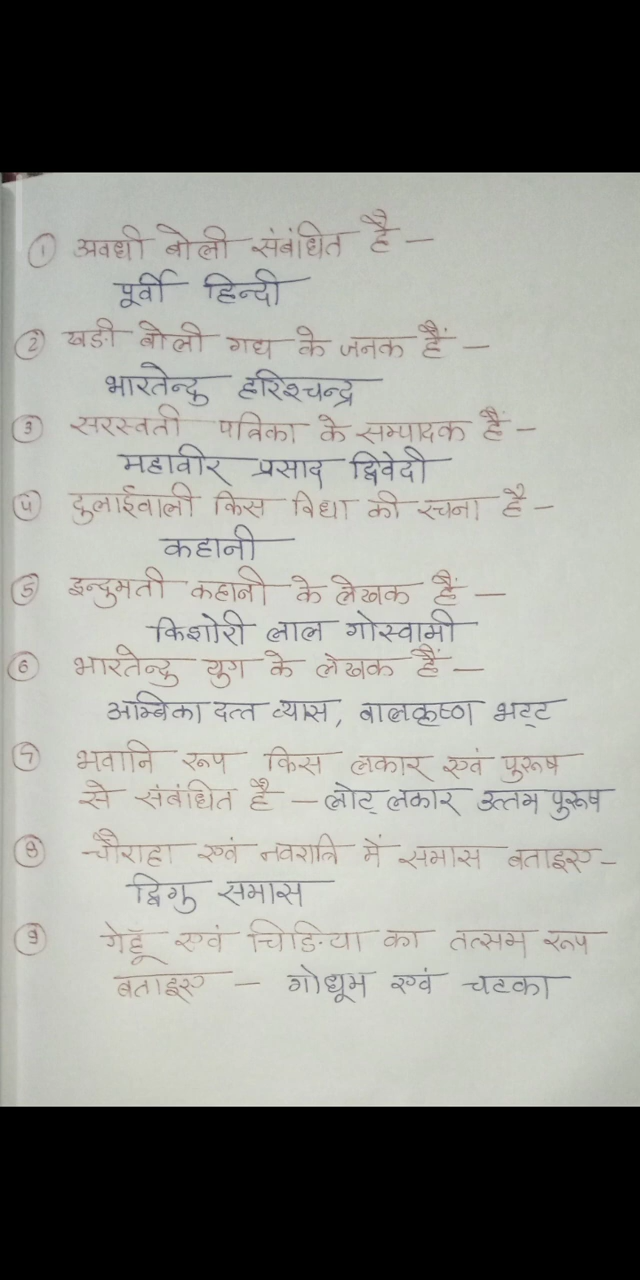 ① अवधी बोली संबंधित है –
पूर्वी हिन्दी
② खडी बोली गद्य के जनक हैं –
भारतेन्दु हरिश्चन्द्र
③ सरस्वती पत्रिका के सम्पादक हैं –
महावीर प्रसाद द्विवेदी
④ दुलाईवाली किस विधा की रचना है –
कहानी
⑤ इन्दुमती कहानी के लेखक हैं –
किशोरी लाल गोस्वामी
⑥ भारतेन्दु युग के लेखक हैं –
अम्बिका दत्त व्यास, बालकृष्ण भट्ट
⑦ भवानि रूप किस लकार एवं पुरूष
से संबंधित है – लोट् लकार उत्तम पुरूष
⑧ चौराहा एवं नवरात्रि में समास बताइए –
द्विगु समास
⑨ गेहूँ एवं चिडिया का तत्सम रूप
बताइए – गोधूम एवं चटका